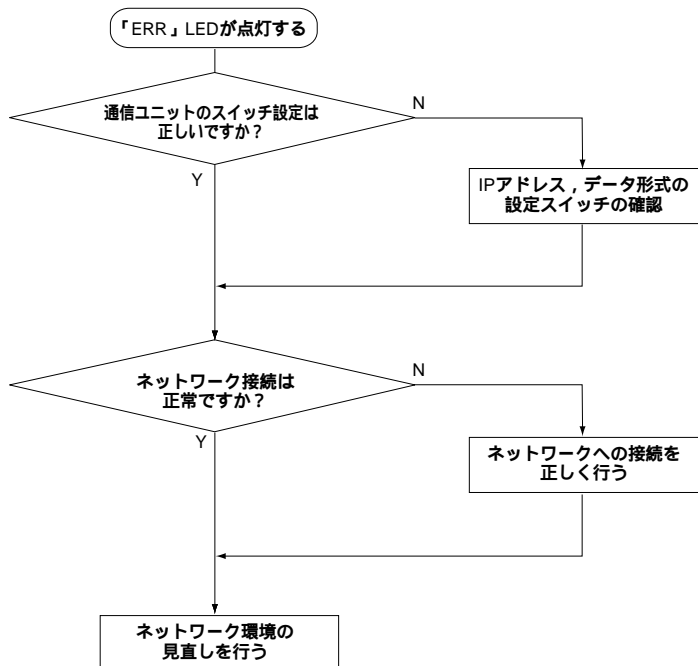 「ERR」LEDが点灯する
通信ユニットのスイッチ設定は
正しいですか？
N
Y
IPアドレス，データ形式の
設定スイッチの確認
ネットワーク接続は
正常ですか？
N
Y
ネットワークへの接続を
正しく行う
ネットワーク環境の
見直しを行う